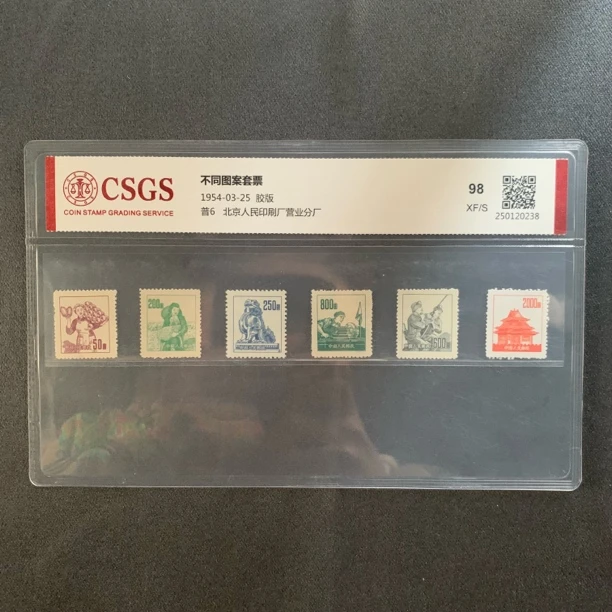 CSGS
COIN STAMP GRADING SERVICE
不同图案套票
1954-03-25 胶版
普6 北京人民印刷厂营业分厂
98
XF/S
250120238
50圆
200圆
250圆
800圆
1600圆
2000圆